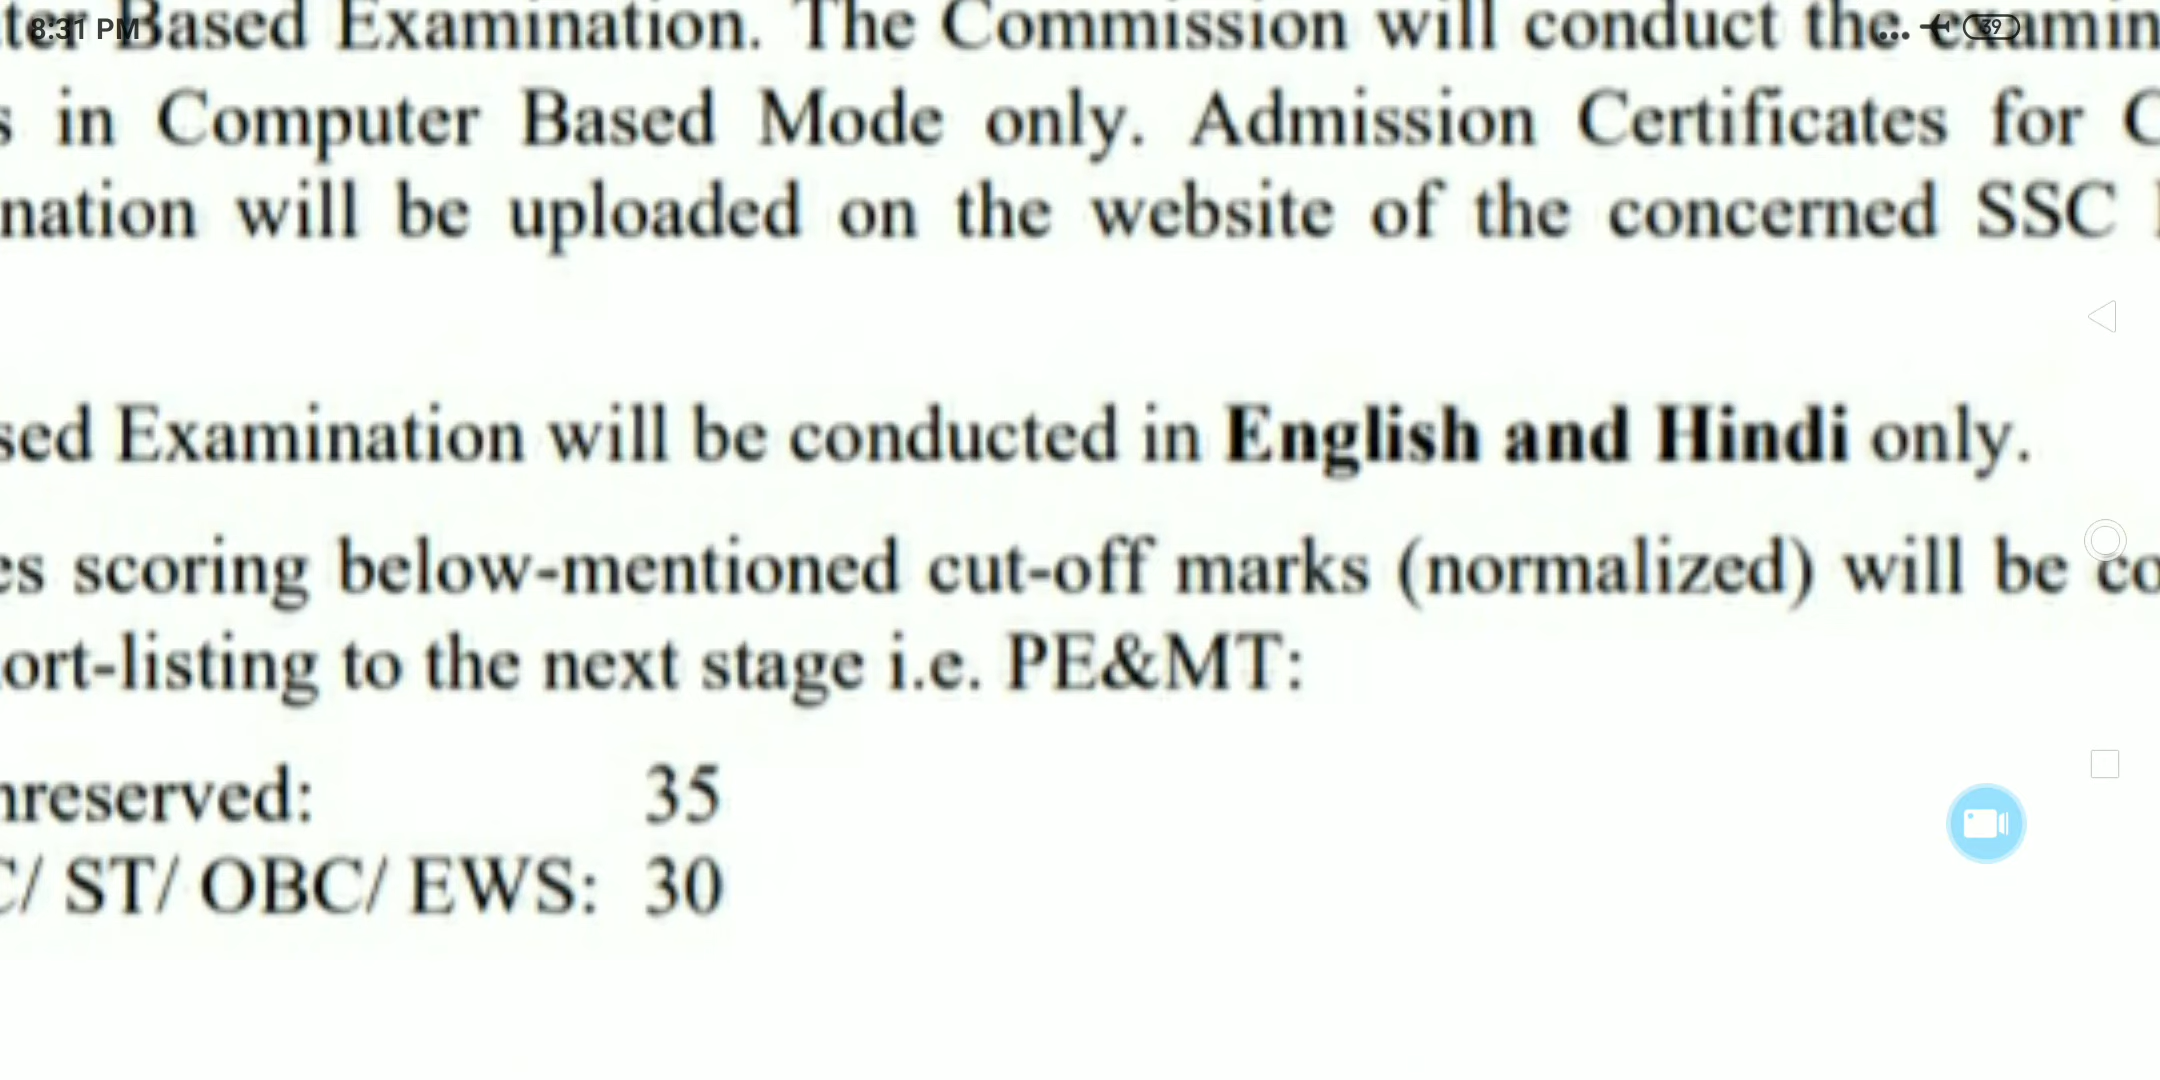 8:31 PM
39
ter Based Examination. The Commission will conduct the examin
s in Computer Based Mode only. Admission Certificates for C
nation will be uploaded on the website of the concerned SSC
sed Examination will be conducted in English and Hindi only.
es scoring below-mentioned cut-off marks (normalized) will be co
ort-listing to the next stage i.e. PE&MT:
nreserved: 35
C/ ST/ OBC/ EWS: 30